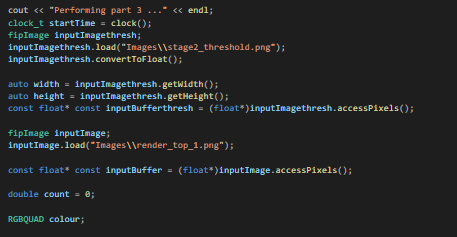 cout << "Performing part 3 ..." << endl;
clock_t startTime = clock();
fipImage inputImagethresh;
inputImagethresh.load("Images\\stage2_threshold.png");
inputImagethresh.convertToFloat();
auto width = inputImagethresh.getWidth();
auto height = inputImagethresh.getHeight();
const float* const inputBufferthresh = (float*)inputImagethresh.accessPixels();
fipImage inputImage;
inputImage.load("Images\\render_top_1.png");
const float* const inputBuffer = (float*)inputImage.accessPixels();
double count = 0;
RGBQUAD colour;